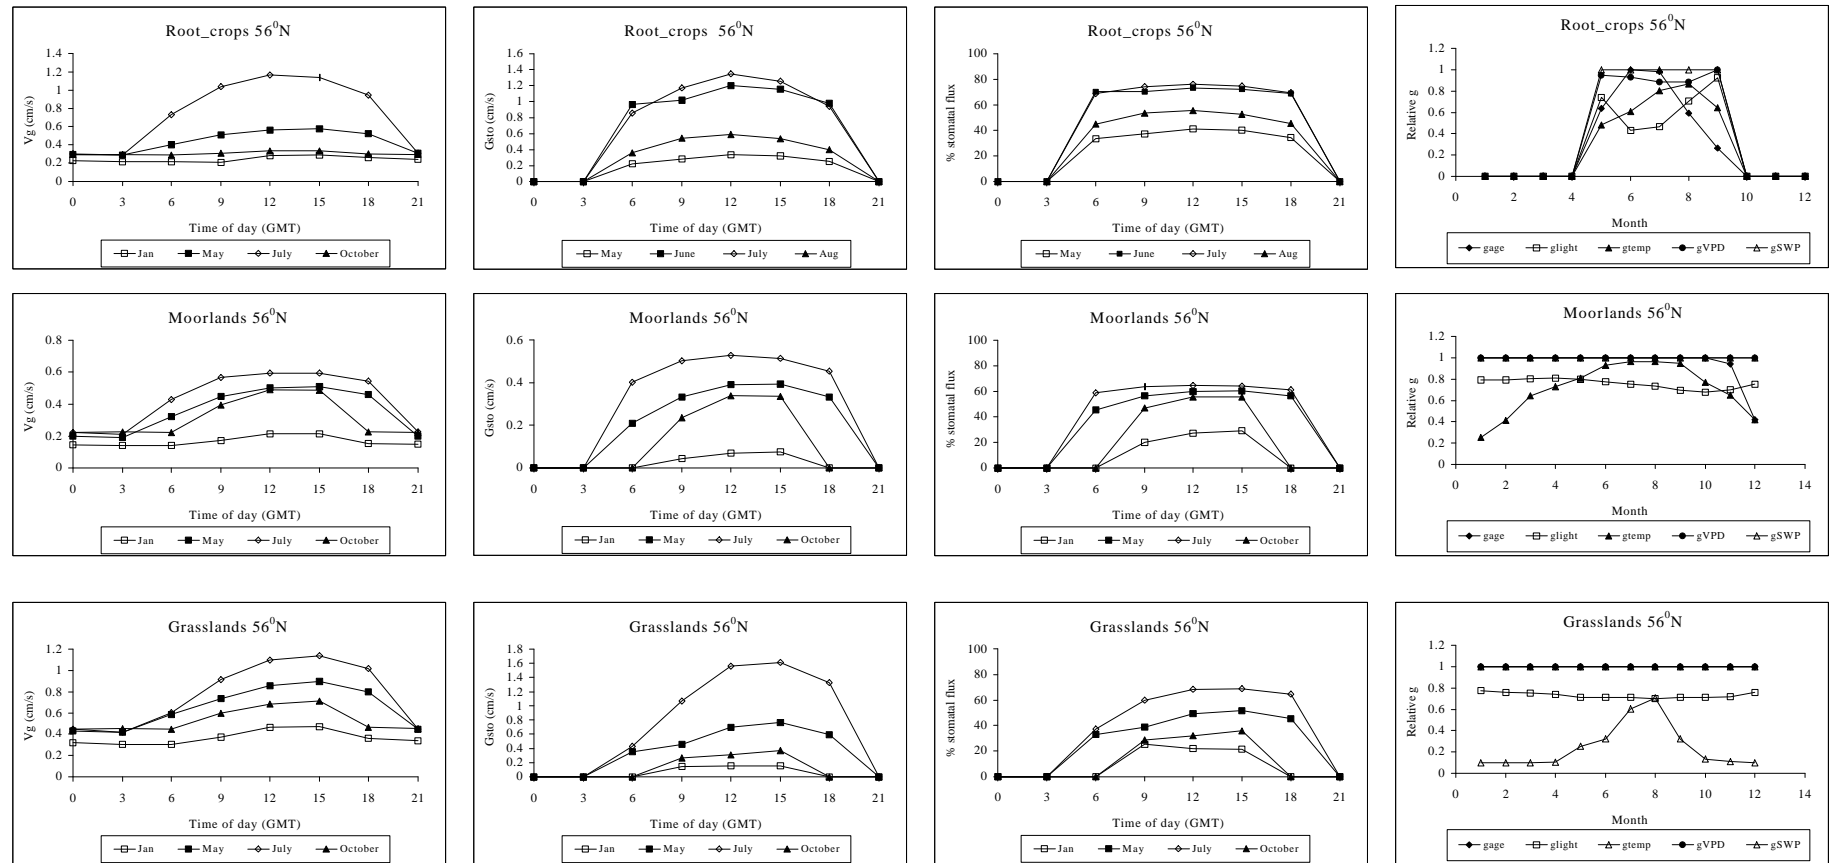 Root_crops 56⁰N
1.4
1.2
1
0.8
0.6
0.4
0.2
0
Vg (cm/s)
0 3 6 9 12 15 18 21
Time of day (GMT)
Jan May July October
Root_crops 56⁰N
1.6
1.4
1.2
1
0.8
0.6
0.4
0.2
0
Gsto (cm/s)
0 3 6 9 12 15 18 21
Time of day (GMT)
May June July Aug
Root_crops 56⁰N
100
80
60
40
20
0
% stomatal flux
0 3 6 9 12 15 18 21
Time of day (GMT)
May June July Aug
Root_crops 56⁰N
1.2
1
0.8
0.6
0.4
0.2
0
Relative g
0 2 4 6 8 10 12
Month
gage glight gtemp gVPD gSWP
Moorlands 56⁰N
0.8
0.6
0.4
0.2
0
Vg (cm/s)
0 3 6 9 12 15 18 21
Time of day (GMT)
Jan May July October
Moorlands 56⁰N
0.6
0.4
0.2
0
Gsto (cm/s)
0 3 6 9 12 15 18 21
Time of day (GMT)
Jan May July October
Moorlands 56⁰N
100
80
60
40
20
0
% stomatal flux
0 3 6 9 12 15 18 21
Time of day (GMT)
Jan May July October
Moorlands 56⁰N
1.2
1
0.8
0.6
0.4
0.2
0
Relative g
0 2 4 6 8 10 12 14
Month
gage glight gtemp gVPD gSWP
Grasslands 56⁰N
1.2
1
0.8
0.6
0.4
0.2
0
Vg (cm/s)
0 3 6 9 12 15 18 21
Time of day (GMT)
Jan May July October
Grasslands 56⁰N
1.8
1.6
1.4
1.2
1
0.8
0.6
0.4
0.2
0
Gsto (cm/s)
0 3 6 9 12 15 18 21
Time of day (GMT)
Jan May July October
Grasslands 56⁰N
100
80
60
40
20
0
% stomatal flux
0 3 6 9 12 15 18 21
Time of day (GMT)
Jan May July October
Grasslands 56⁰N
1.2
1
0.8
0.6
0.4
0.2
0
Relative g
0 2 4 6 8 10 12 14
Month
gage glight gtemp gVPD gSWP